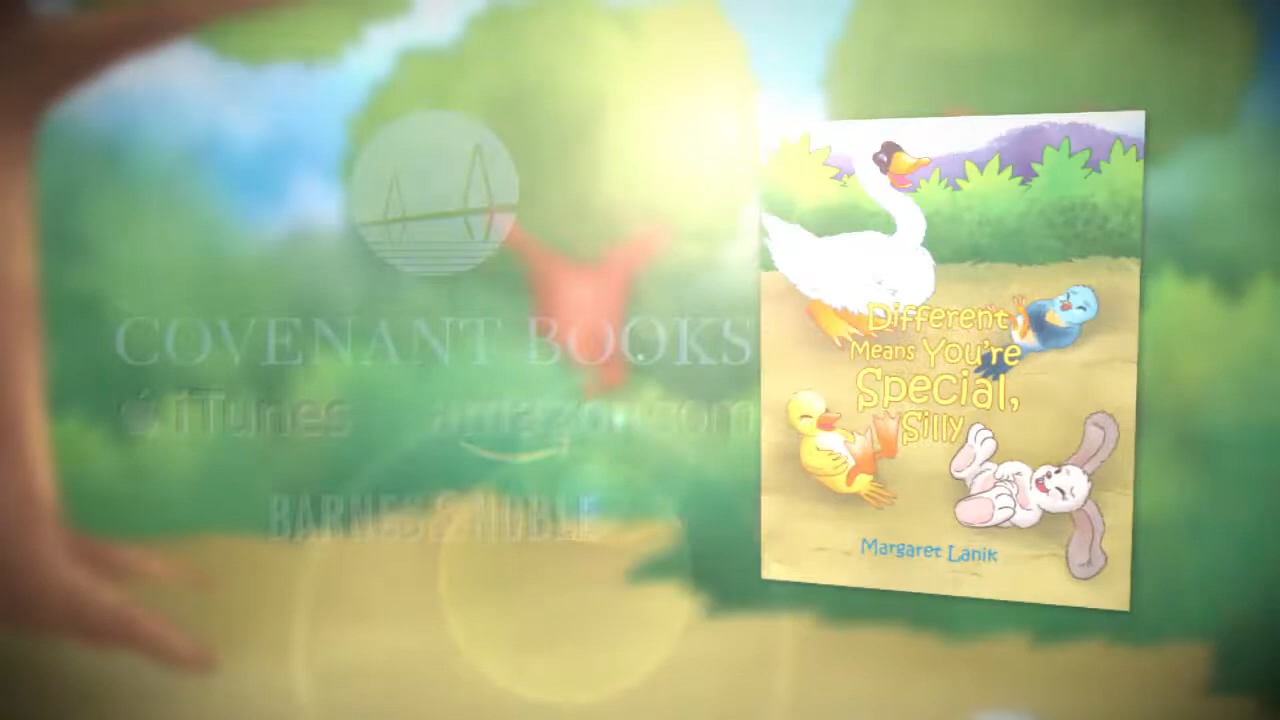 COVENANT BOOKS
iTunes amazon.com
BARNES & NOBLE
Different
Means You're
Special,
Silly
Margaret Lanik